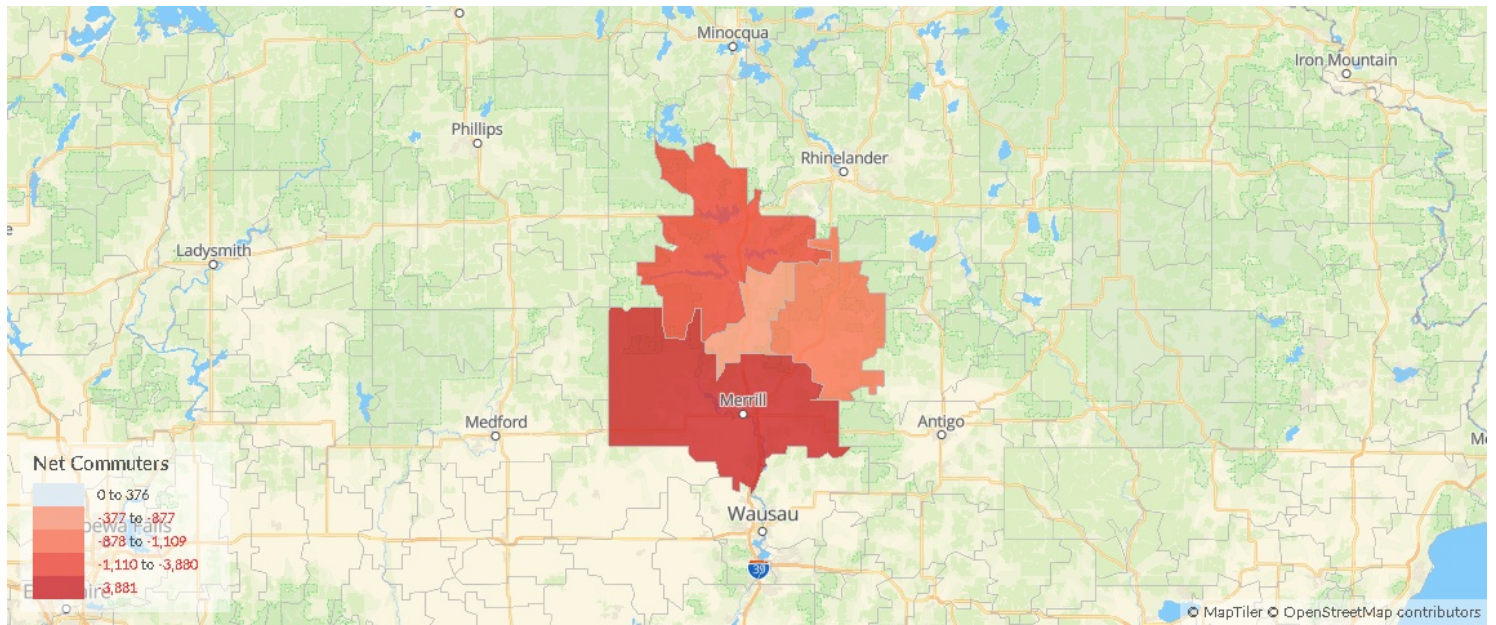 Minocqua
Iron Mountain
Phillips
Rhinelander
Ladysmith
Merrill
Medford
Antigo
Wausau
39
Net Commuters
0 to 376
-377 to -877
-878 to -1,109
-1,110 to -3,880
-3,881
© MapTiler © OpenStreetMap contributors